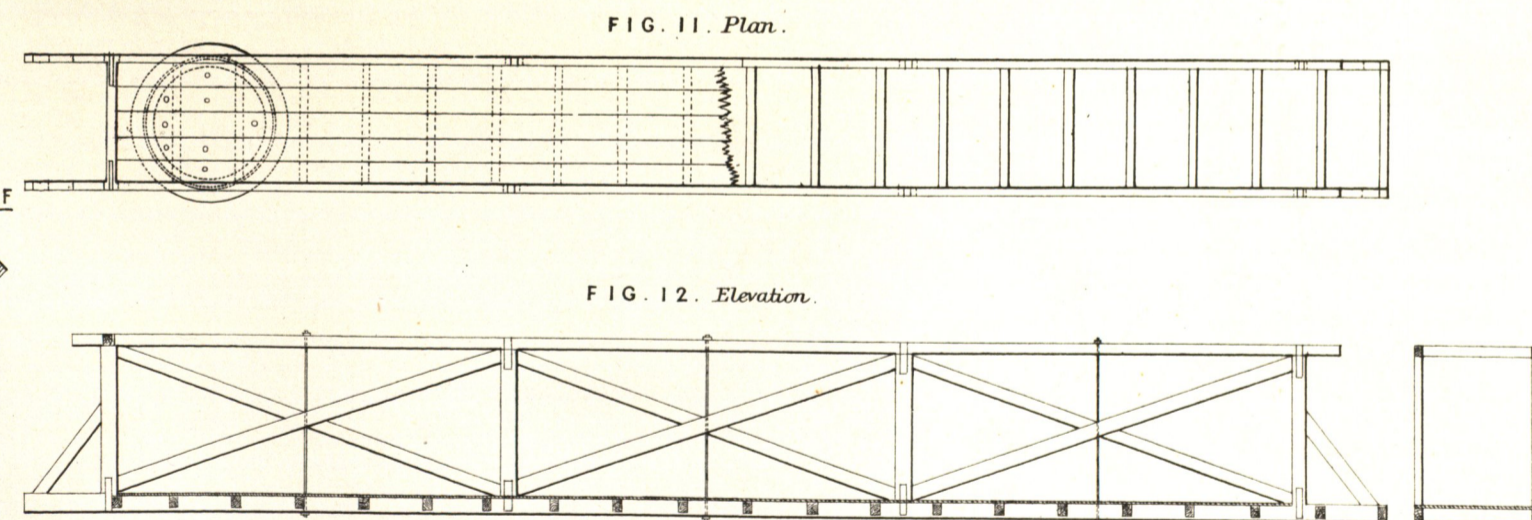 FIG. 11. Plan.
F
FIG. 12. Elevation.